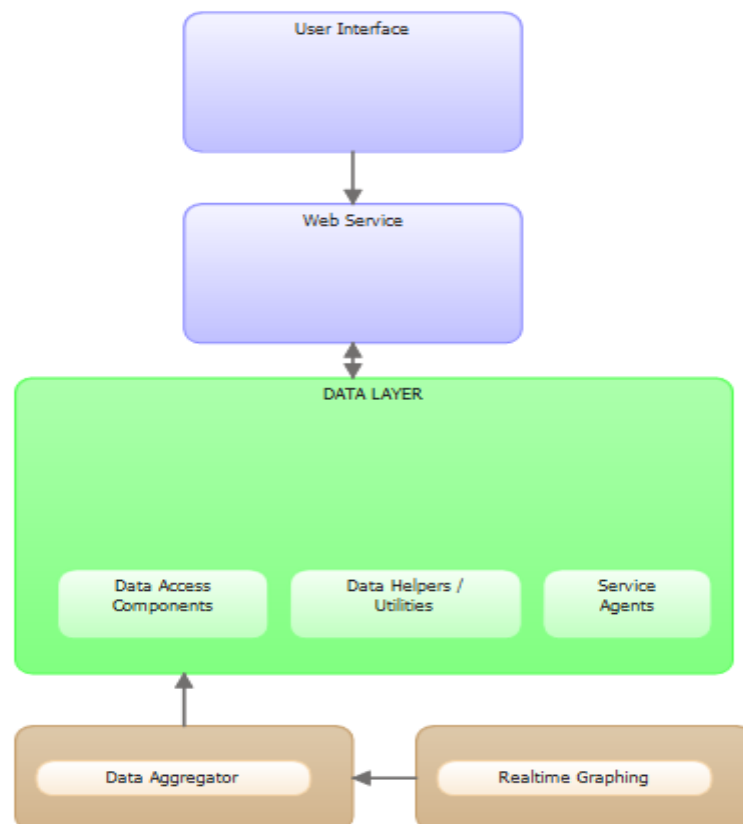 User Interface
Web Service
DATA LAYER
Data Access
Components
Data Helpers /
Utilities
Service
Agents
Data Aggregator
Realtime Graphing